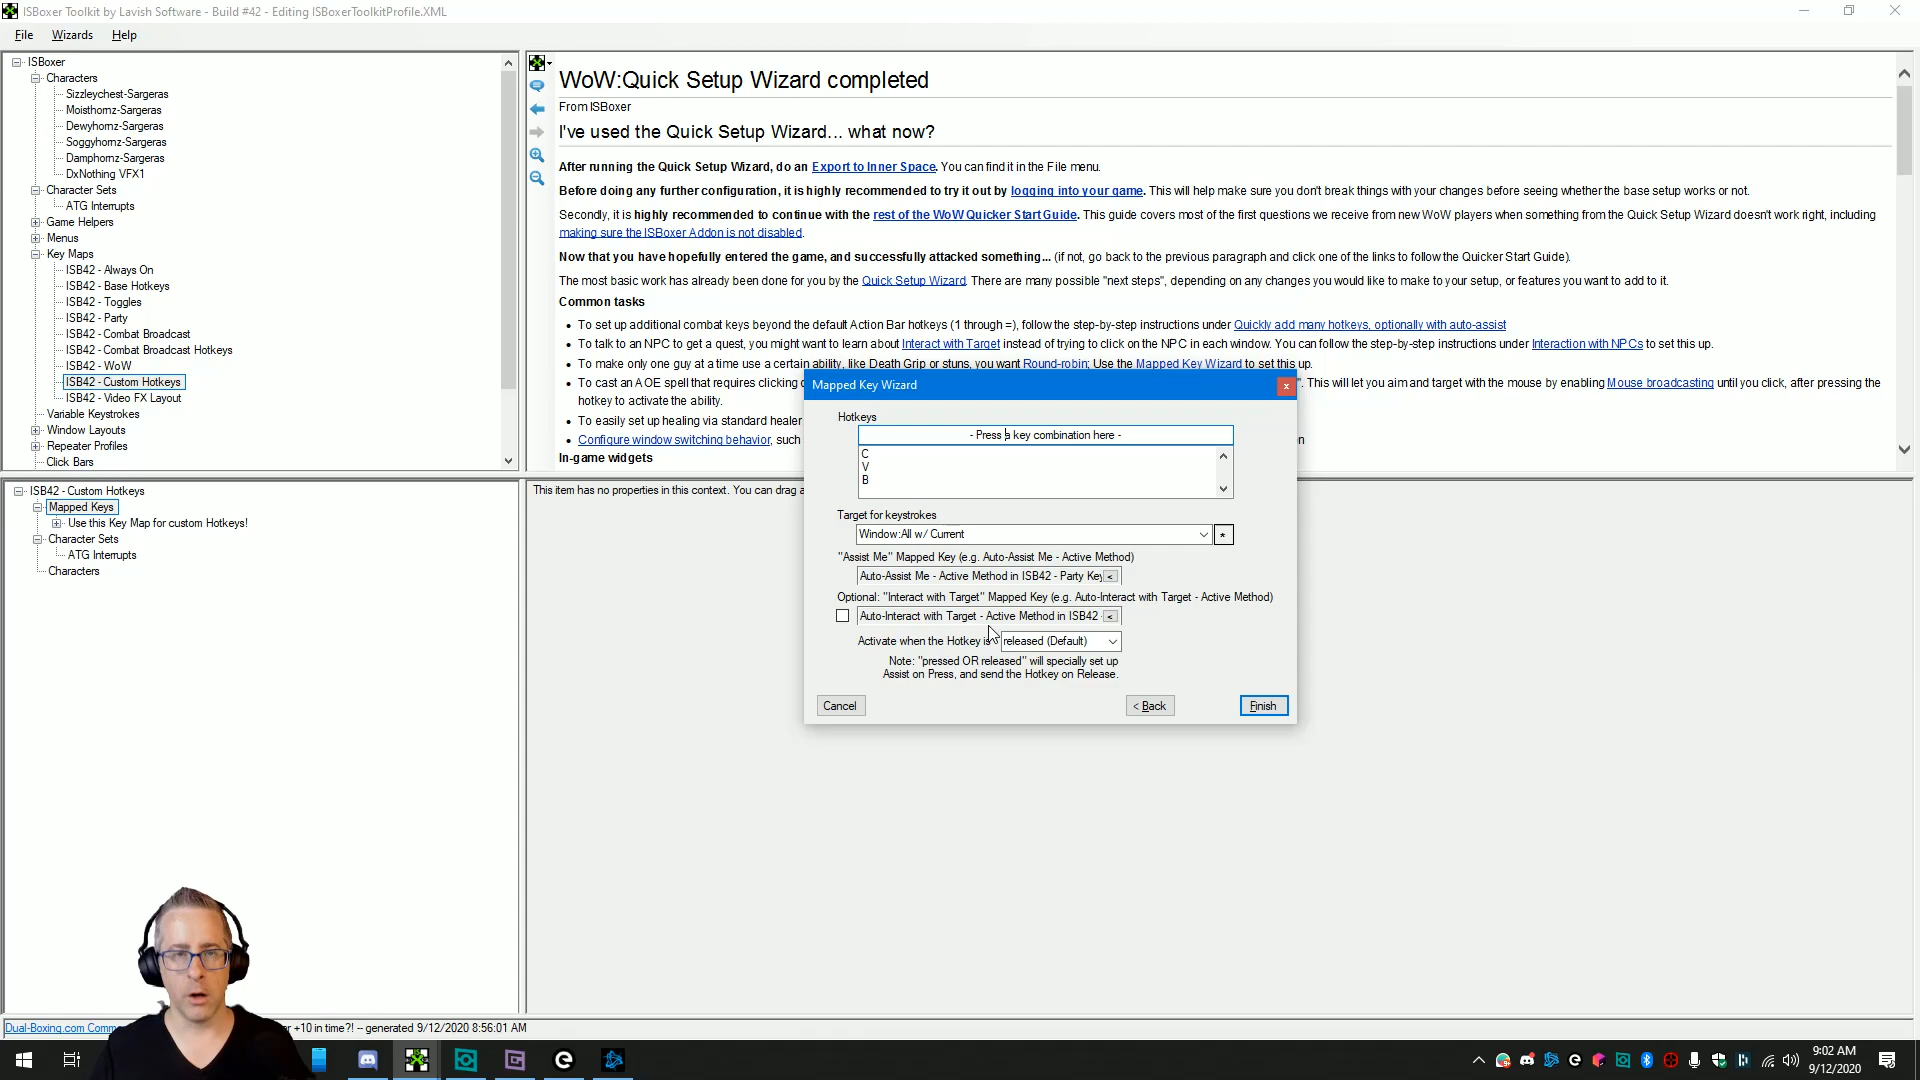 ISBoxer Toolkit by Lavish Software - Build #42 - Editing ISBoxerToolkitProfile.XML
File Wizards Help
ISBoxer
Characters
Sizzleychest-Sargeras
Moisthornz-Sargeras
Dewyhornz-Sargeras
Soggyhornz-Sargeras
Damphornz-Sargeras
DxNothing VFX1
Character Sets
ATG Interrupts
Game Helpers
Menus
Key Maps
ISB42 - Always On
ISB42 - Base Hotkeys
ISB42 - Toggles
ISB42 - Party
ISB42 - Combat Broadcast
ISB42 - Combat Broadcast Hotkeys
ISB42 - WoW
ISB42 - Custom Hotkeys
ISB42 - Video FX Layout
Variable Keystrokes
Window Layouts
Repeater Profiles
Click Bars
WoW:Quick Setup Wizard completed
From ISBoxer
I've used the Quick Setup Wizard... what now?
After running the Quick Setup Wizard, do an Export to Inner Space. You can find it in the File menu.
Before doing any further configuration, it is highly recommended to try it out by logging into your game. This will help make sure you don't break things with your changes before seeing whether the base setup works or not.
Secondly, it is highly recommended to continue with the rest of the WoW Quicker Start Guide. This guide covers most of the first questions we receive from new WoW players when something from the Quick Setup Wizard doesn't work right, including
making sure the ISBoxer Addon is not disabled.
Now that you have hopefully entered the game, and successfully attacked something... (if not, go back to the previous paragraph and click one of the links to follow the Quicker Start Guide).
The most basic work has already been done for you by the Quick Setup Wizard. There are many possible "next steps", depending on any changes you would like to make to your setup, or features you want to add to it.
Common tasks
• To set up additional combat keys beyond the default Action Bar hotkeys (1 through =), follow the step-by-step instructions under Quickly add many hotkeys, optionally with auto-assist
• To talk to an NPC to get a quest, you might want to learn about Interact with Target instead of trying to click on the NPC in each window. You can follow the step-by-step instructions under Interaction with NPCs to set this up.
• To make only one guy at a time use a certain ability, like Death Grip or stuns, you want Round-robin; Use the Mapped Key Wizard to set this up.
• To cast an AOE spell that requires clicking ". This will let you aim and target with the mouse by enabling Mouse broadcasting until you click, after pressing the
hotkey to activate the ability.
• To easily set up healing via standard healer
• Configure window switching behavior, such on
In-game widgets
Mapped Key Wizard
Hotkeys
- Press a key combination here -
C
V
B
Target for keystrokes
Window:All w/ Current *
"Assist Me" Mapped Key (e.g. Auto-Assist Me - Active Method)
Auto-Assist Me - Active Method in ISB42 - Party Key <
Optional: "Interact with Target" Mapped Key (e.g. Auto-Interact with Target - Active Method)
Auto-Interact with Target - Active Method in ISB42 <
Activate when the Hotkey is released (Default)
Note: "pressed OR released" will specially set up
Assist on Press, and send the Hotkey on Release.
Cancel < Back Finish
ISB42 - Custom Hotkeys
Mapped Keys
Use this Key Map for custom Hotkeys!
Character Sets
ATG Interrupts
Characters
This item has no properties in this context. You can drag a
Dual-Boxing.com Comm r +10 in time?! -- generated 9/12/2020 8:56:01 AM
9:02 AM
9/12/2020